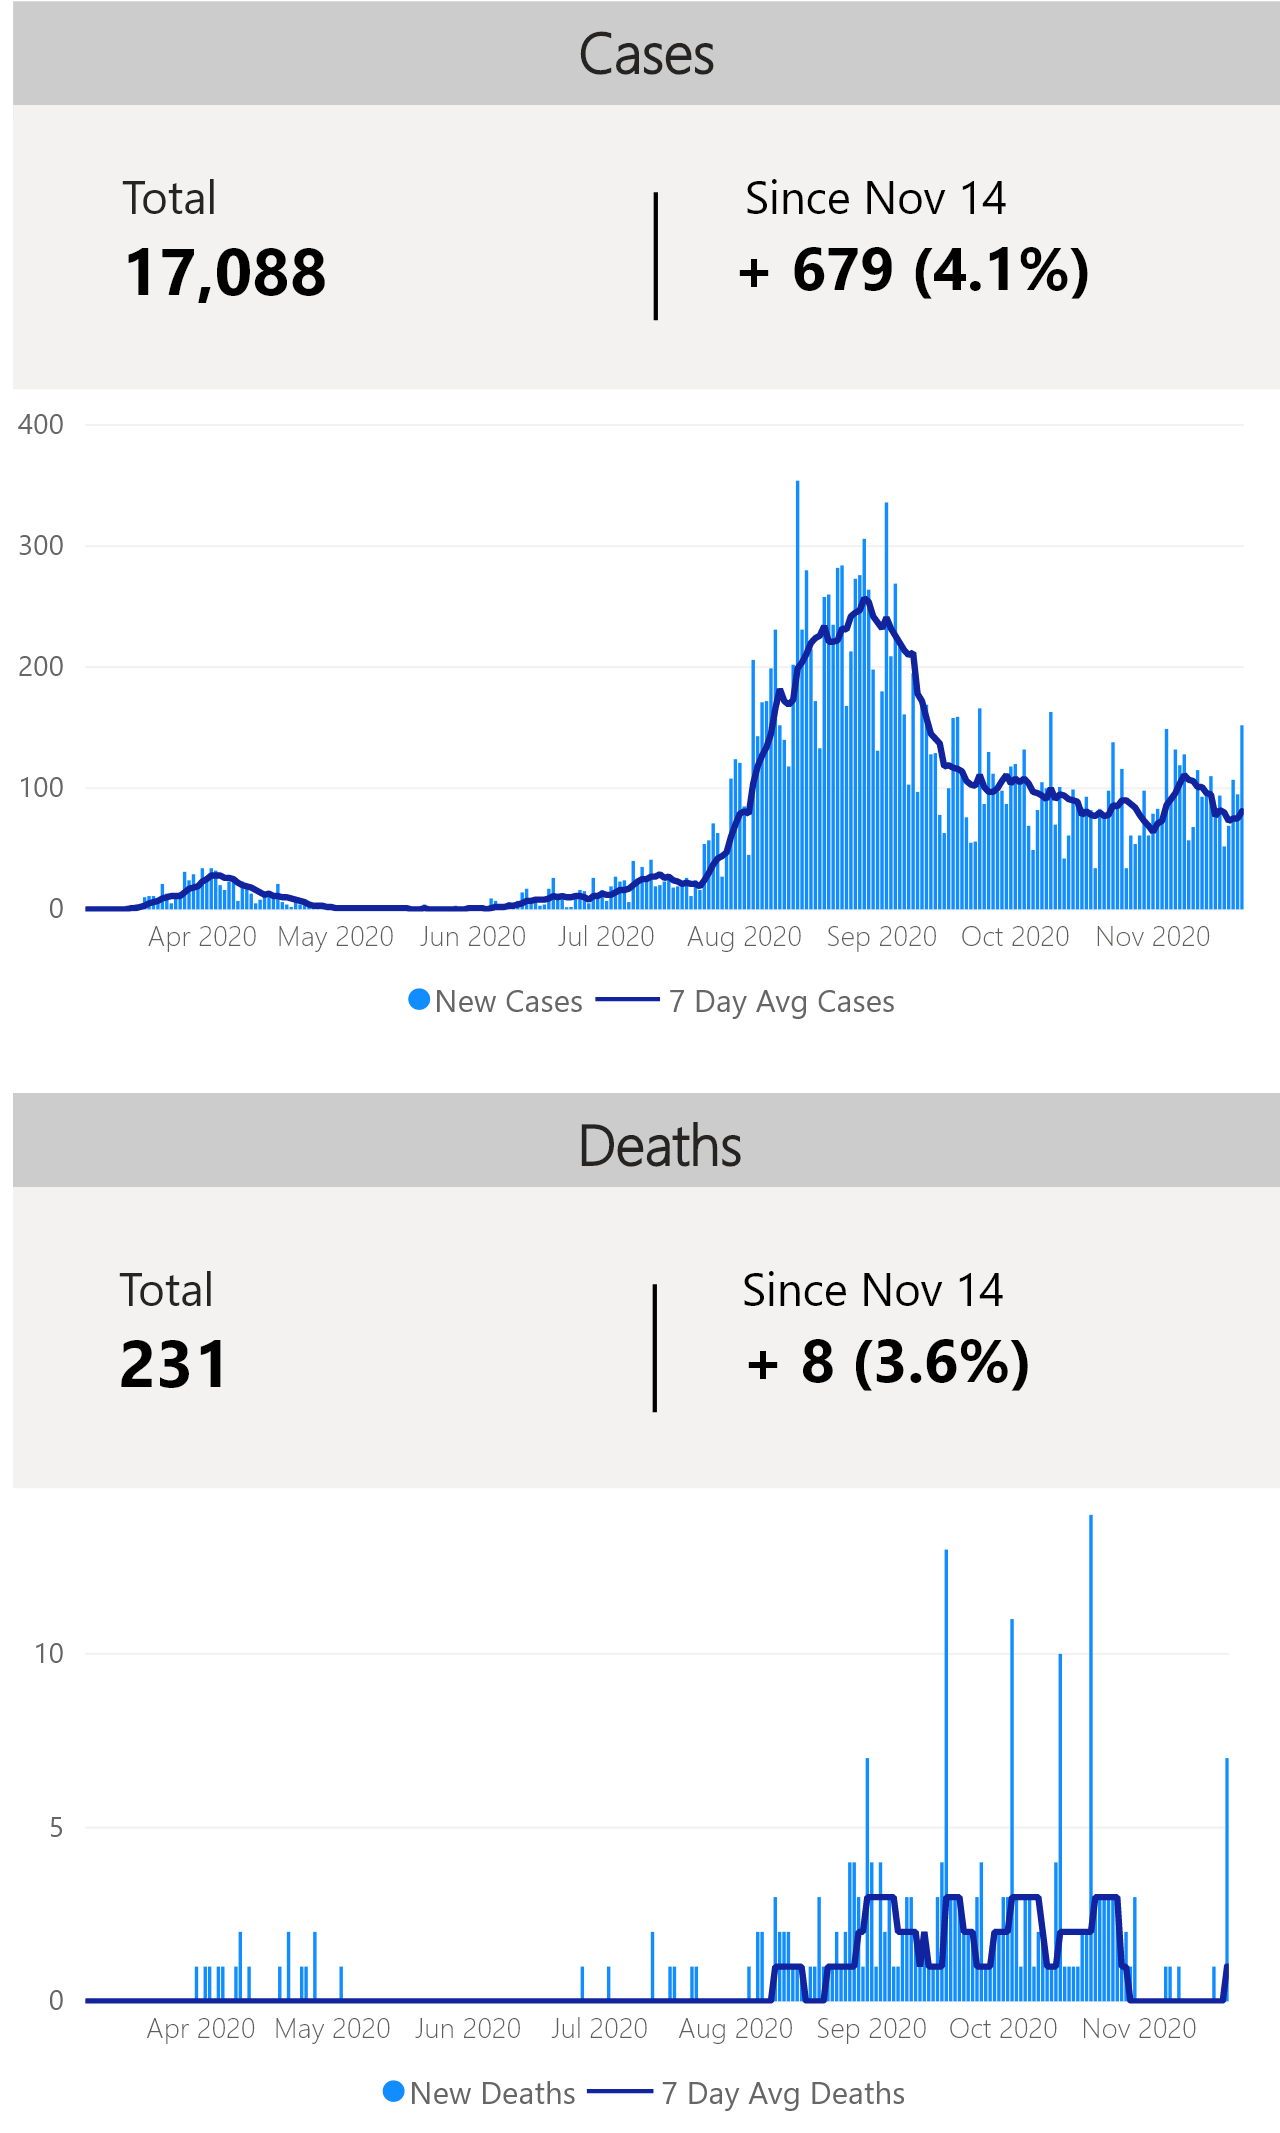 Cases
Total
Since Nov 14
17,088
+ 679 (4.1%)
400
300
200
100
0
Apr 2020 May 2020 Jun 2020 Jul 2020 Aug 2020 Sep 2020 Oct 2020 Nov 2020
New Cases 7 Day Avg Cases
Deaths
Total
Since Nov 14
231
+ 8 (3.6%)
10
5
0
Apr 2020 May 2020 Jun 2020 Jul 2020 Aug 2020 Sep 2020 Oct 2020 Nov 2020
New Deaths 7 Day Avg Deaths